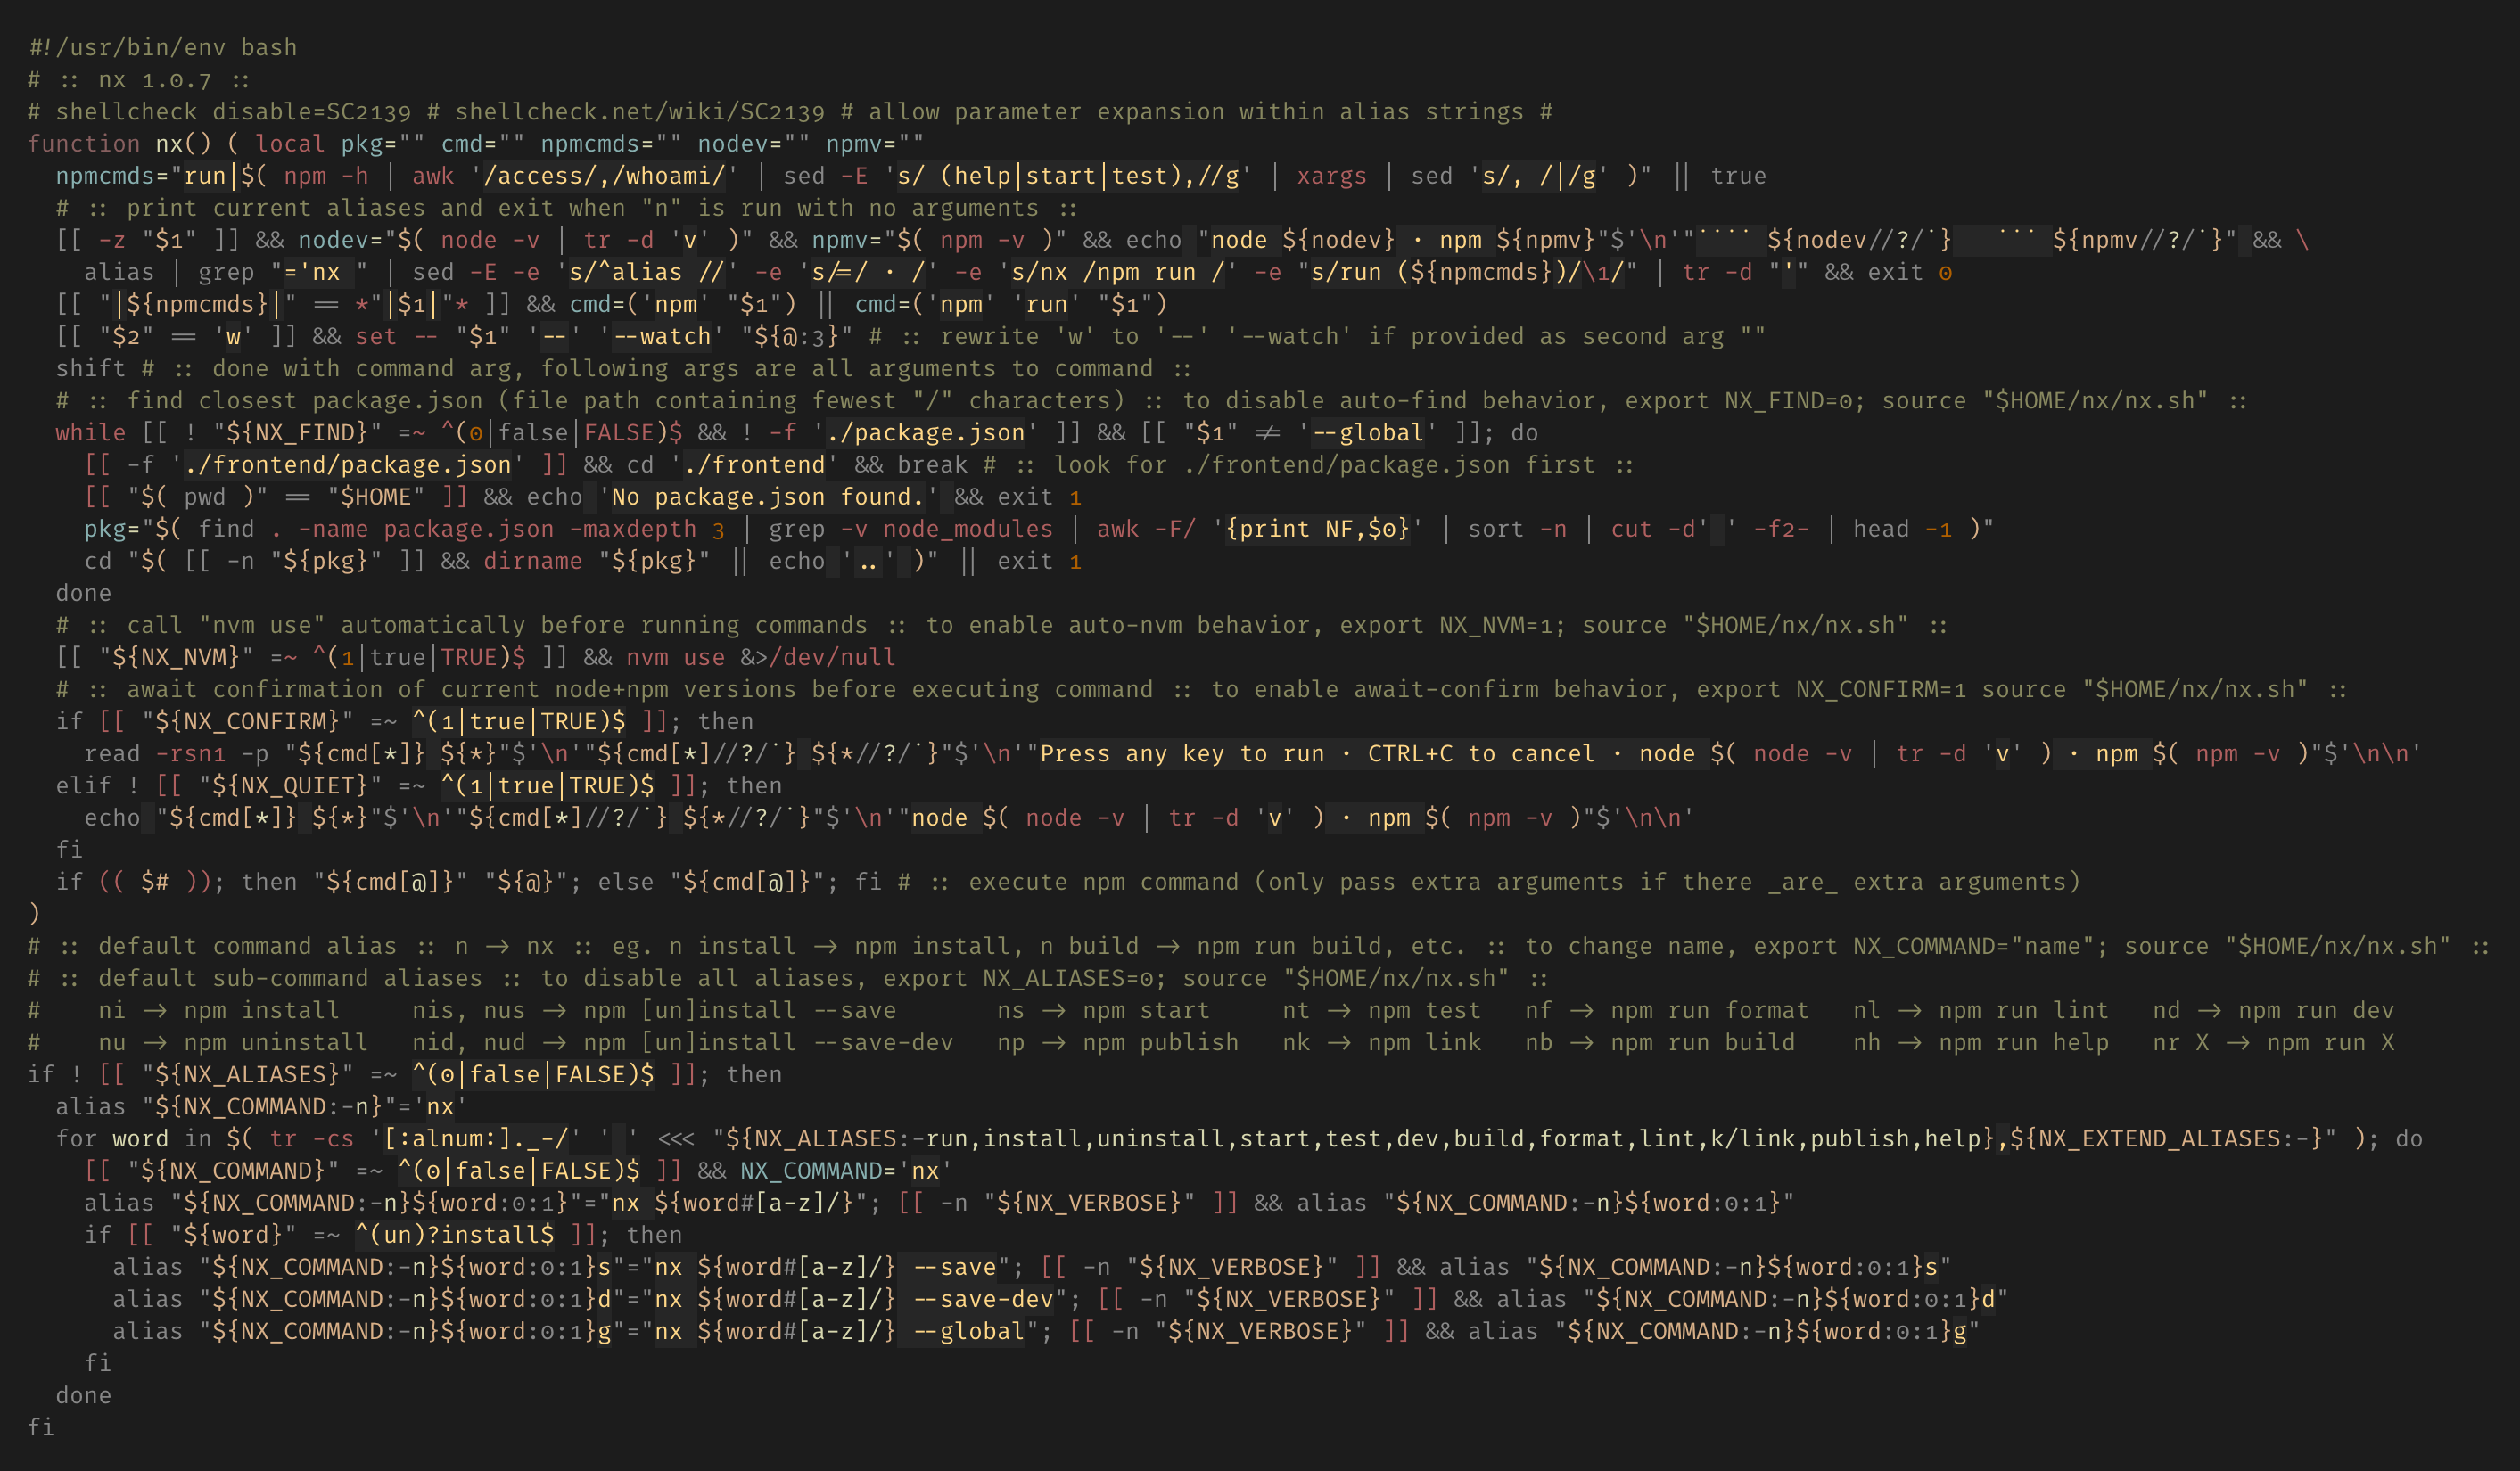 #!/usr/bin/env bash
# :: nx 1.0.7 ::
# shellcheck disable=SC2139 # shellcheck.net/wiki/SC2139 # allow parameter expansion within alias strings #
function nx() ( local pkg="" cmd="" npmcmds="" nodev="" npmv=""
  npmcmds="run|$( npm -h | awk '/access/,/whoami/' | sed -E 's/ (help|start|test),//g' | xargs | sed 's/, /|/g' )" || true
  # :: print current aliases and exit when "n" is run with no arguments ::
  [[ -z "$1" ]] && nodev="$( node -v | tr -d 'v' )" && npmv="$( npm -v )" && echo "node ${nodev} · npm ${npmv}"$'\n'"˙˙˙˙ ${nodev//?/˙}   ˙˙˙ ${npmv//?/˙}" && \
    alias | grep "='nx " | sed -E -e 's/^alias //' -e 's/=/ · /' -e 's/nx /npm run /' -e "s/run (${npmcmds})/\1/" | tr -d "'" && exit 0
  [[ "|${npmcmds}|" == *"|$1|"* ]] && cmd=('npm' "$1") || cmd=('npm' 'run' "$1")
  [[ "$2" == 'w' ]] && set -- "$1" '--' '--watch' "${@:3}" # :: rewrite 'w' to '--' '--watch' if provided as second arg ""
  shift # :: done with command arg, following args are all arguments to command ::
  # :: find closest package.json (file path containing fewest "/" characters) :: to disable auto-find behavior, export NX_FIND=0; source "$HOME/nx/nx.sh" ::
  while [[ ! "${NX_FIND}" =~ ^(0|false|FALSE)$ && ! -f './package.json' ]] && [[ "$1" != '--global' ]]; do
    [[ -f './frontend/package.json' ]] && cd './frontend' && break # :: look for ./frontend/package.json first ::
    [[ "$( pwd )" == "$HOME" ]] && echo 'No package.json found.' && exit 1
    pkg="$( find . -name package.json -maxdepth 3 | grep -v node_modules | awk -F/ '{print NF,$0}' | sort -n | cut -d' ' -f2- | head -1 )"
    cd "$( [[ -n "${pkg}" ]] && dirname "${pkg}" || echo '..' )" || exit 1
  done
  # :: call "nvm use" automatically before running commands :: to enable auto-nvm behavior, export NX_NVM=1; source "$HOME/nx/nx.sh" ::
  [[ "${NX_NVM}" =~ ^(1|true|TRUE)$ ]] && nvm use &>/dev/null
  # :: await confirmation of current node+npm versions before executing command :: to enable await-confirm behavior, export NX_CONFIRM=1 source "$HOME/nx/nx.sh" ::
  if [[ "${NX_CONFIRM}" =~ ^(1|true|TRUE)$ ]]; then
    read -rsn1 -p "${cmd[*]} ${*}"$'\n'"${cmd[*]//?/˙} ${*//?/˙}"$'\n'"Press any key to run · CTRL+C to cancel · node $( node -v | tr -d 'v' ) · npm $( npm -v )"$'\n\n'
  elif ! [[ "${NX_QUIET}" =~ ^(1|true|TRUE)$ ]]; then
    echo "${cmd[*]} ${*}"$'\n'"${cmd[*]//?/˙} ${*//?/˙}"$'\n'"node $( node -v | tr -d 'v' ) · npm $( npm -v )"$'\n\n'
  fi
  if (( $# )); then "${cmd[@]}" "${@}"; else "${cmd[@]}"; fi # :: execute npm command (only pass extra arguments if there _are_ extra arguments)
)
# :: default command alias :: n -> nx :: eg. n install -> npm install, n build -> npm run build, etc. :: to change name, export NX_COMMAND="name"; source "$HOME/nx/nx.sh" ::
# :: default sub-command aliases :: to disable all aliases, export NX_ALIASES=0; source "$HOME/nx/nx.sh" ::
#    ni -> npm install     nis, nus -> npm [un]install --save       ns -> npm start     nt -> npm test   nf -> npm run format   nl -> npm run lint   nd -> npm run dev
#    nu -> npm uninstall   nid, nud -> npm [un]install --save-dev   np -> npm publish   nk -> npm link   nb -> npm run build    nh -> npm run help   nr X -> npm run X
if ! [[ "${NX_ALIASES}" =~ ^(0|false|FALSE)$ ]]; then
  alias "${NX_COMMAND:-n}"='nx'
  for word in $( tr -cs '[:alnum:]._-/' ' ' <<< "${NX_ALIASES:-run,install,uninstall,start,test,dev,build,format,lint,k/link,publish,help},${NX_EXTEND_ALIASES:-}" ); do
    [[ "${NX_COMMAND}" =~ ^(0|false|FALSE)$ ]] && NX_COMMAND='nx'
    alias "${NX_COMMAND:-n}${word:0:1}"="nx ${word#[a-z]/}"; [[ -n "${NX_VERBOSE}" ]] && alias "${NX_COMMAND:-n}${word:0:1}"
    if [[ "${word}" =~ ^(un)?install$ ]]; then
      alias "${NX_COMMAND:-n}${word:0:1}s"="nx ${word#[a-z]/} --save"; [[ -n "${NX_VERBOSE}" ]] && alias "${NX_COMMAND:-n}${word:0:1}s"
      alias "${NX_COMMAND:-n}${word:0:1}d"="nx ${word#[a-z]/} --save-dev"; [[ -n "${NX_VERBOSE}" ]] && alias "${NX_COMMAND:-n}${word:0:1}d"
      alias "${NX_COMMAND:-n}${word:0:1}g"="nx ${word#[a-z]/} --global"; [[ -n "${NX_VERBOSE}" ]] && alias "${NX_COMMAND:-n}${word:0:1}g"
    fi
  done
fi